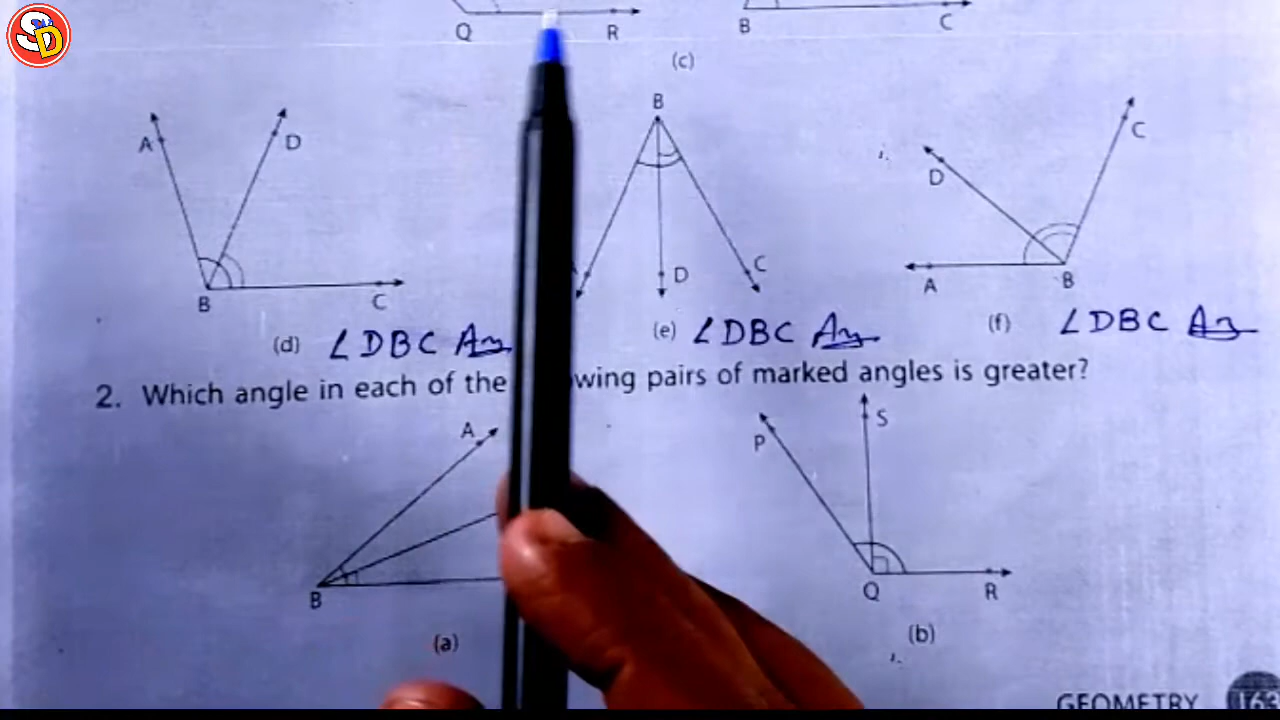 SD
Q R B C
(c)
B
A D D C
B C D C A B
(d) ∠DBC Ans (e) ∠DBC Ans (f) ∠DBC Ans
2. Which angle in each of the wing pairs of marked angles is greater?
A P S
B Q R
(a) (b)
GEOMETRY 163